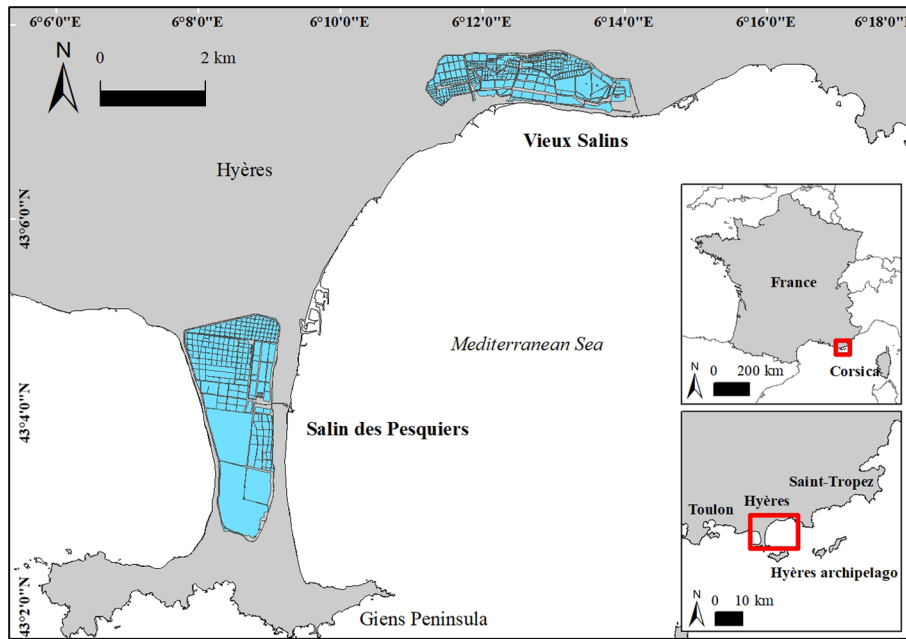 6°6'0"E 6°8'0"E 6°10'0"E 6°12'0"E 6°14'0"E 6°16'0"E 6°18'0"E
N
0 2 km
Vieux Salins
Hyères
43°6'0"N
France
Mediterranean Sea
N
0 200 km
Corsica
43°4'0"N
Salin des Pesquiers
Saint-Tropez
Hyères
Toulon
Hyères archipelago
43°2'0"N
Giens Peninsula
N
0 10 km